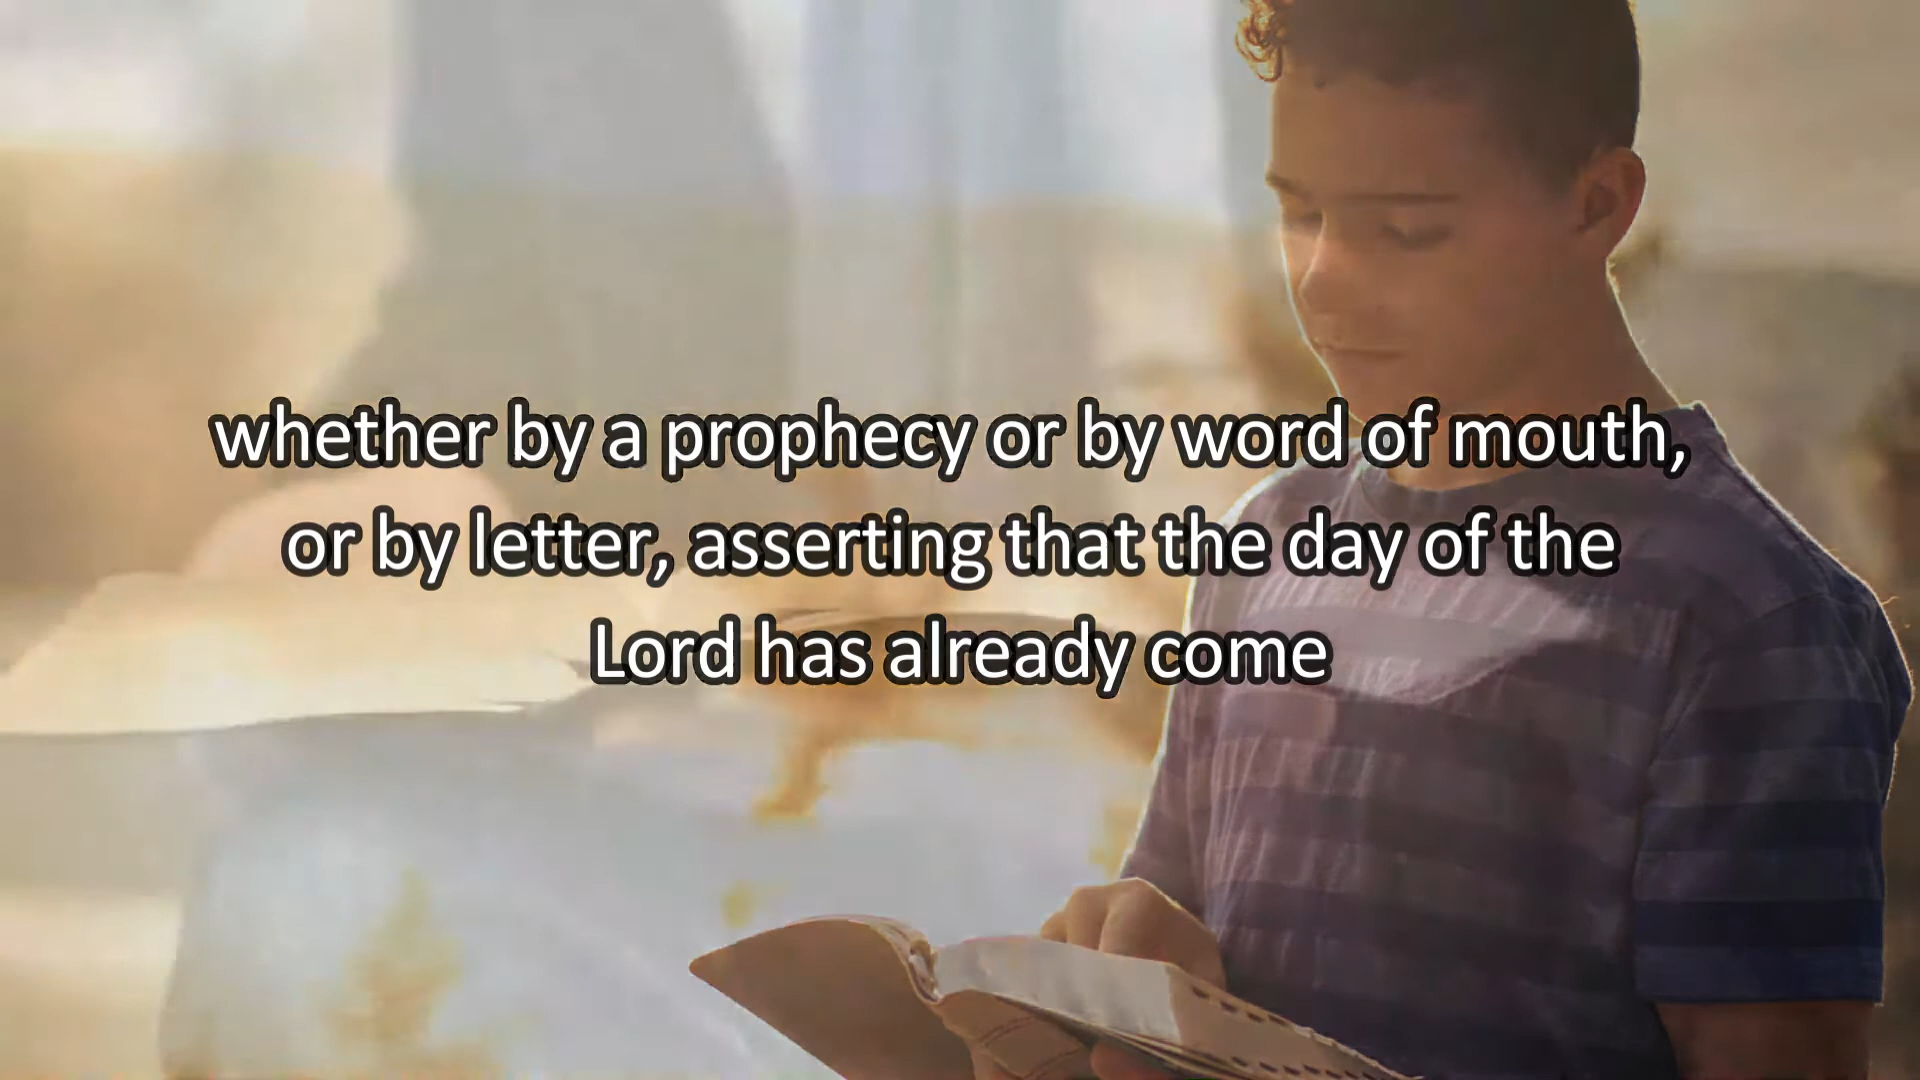 whether by a prophecy or by word of mouth,
or by letter, asserting that the day of the
Lord has already come